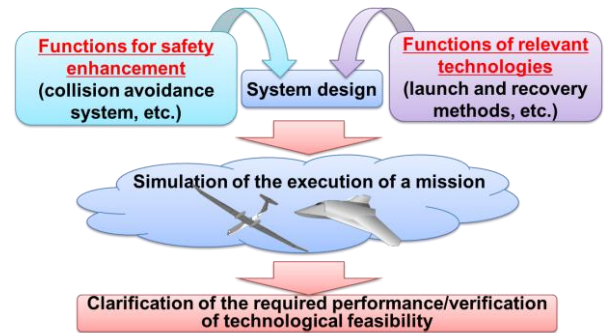 Functions for safety
enhancement
(collision avoidance
system, etc.)
System design
Functions of relevant
technologies
(launch and recovery
methods, etc.)
Simulation of the execution of a mission
Clarification of the required performance/verification
of technological feasibility